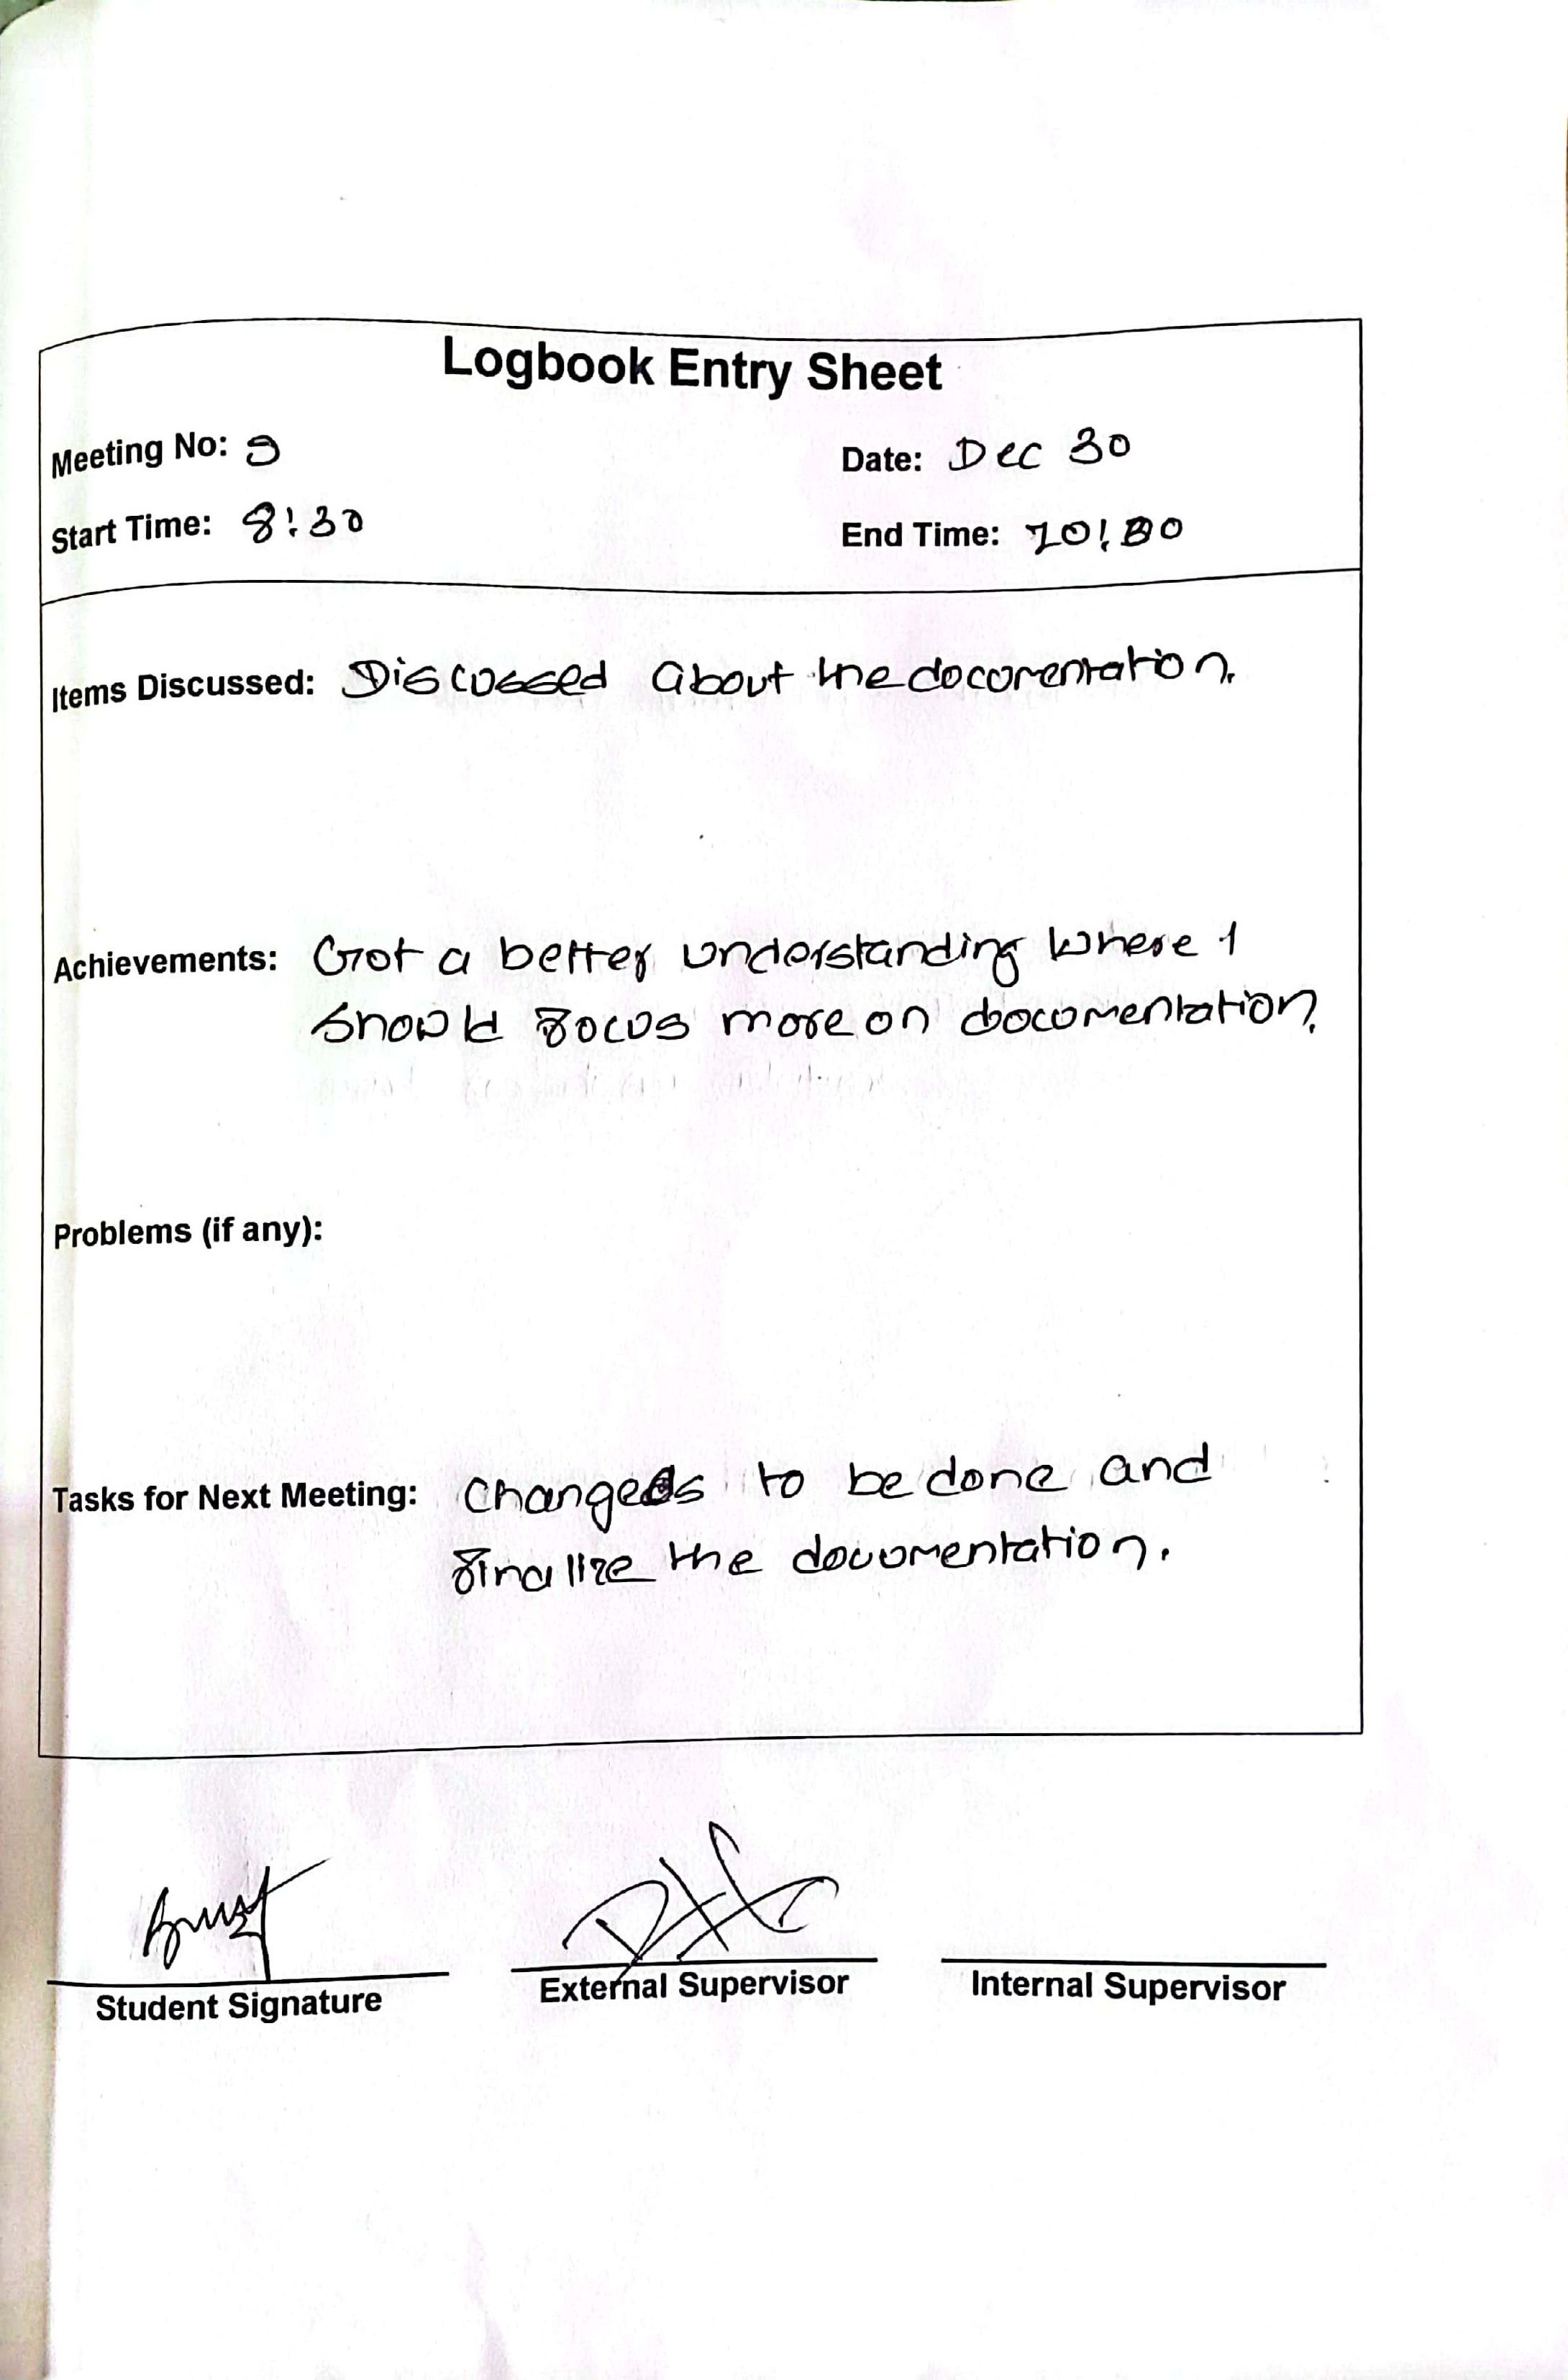 Logbook Entry Sheet
Meeting No: 9
Date: Dec 30
Start Time: 8:30
End Time: 10:00
Items Discussed: Discussed about the documentation.
Achievements: Got a better understanding where I
should focus more on documentation.
Problems (if any):
Tasks for Next Meeting: Changes to be done and
finalize the documentation.
Student Signature
External Supervisor
Internal Supervisor